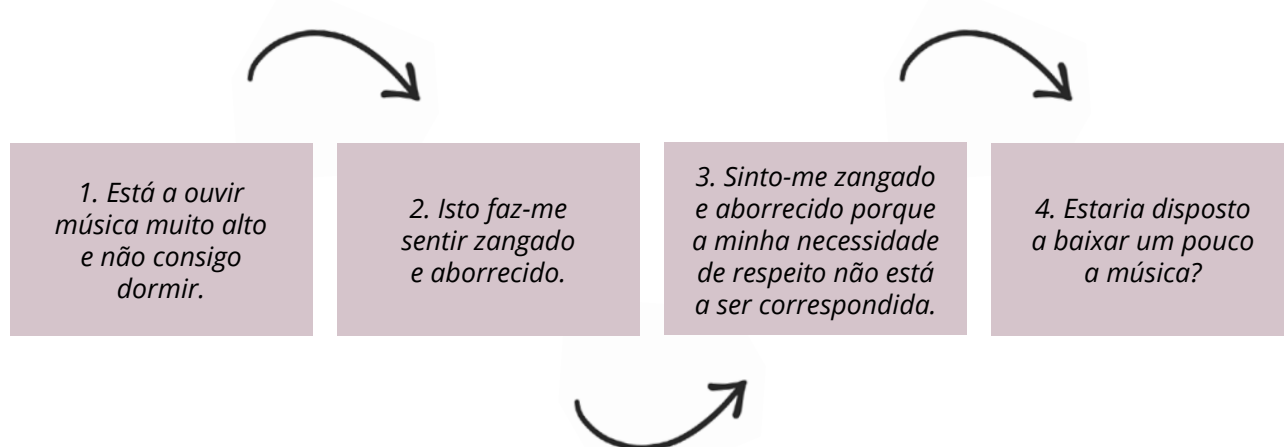 1. Está a ouvir
música muito alto
e não consigo
dormir.
2. Isto faz-me
sentir zangado
e aborrecido.
3. Sinto-me zangado
e aborrecido porque
a minha necessidade
de respeito não está
a ser correspondida.
4. Estaria disposto
a baixar um pouco
a música?